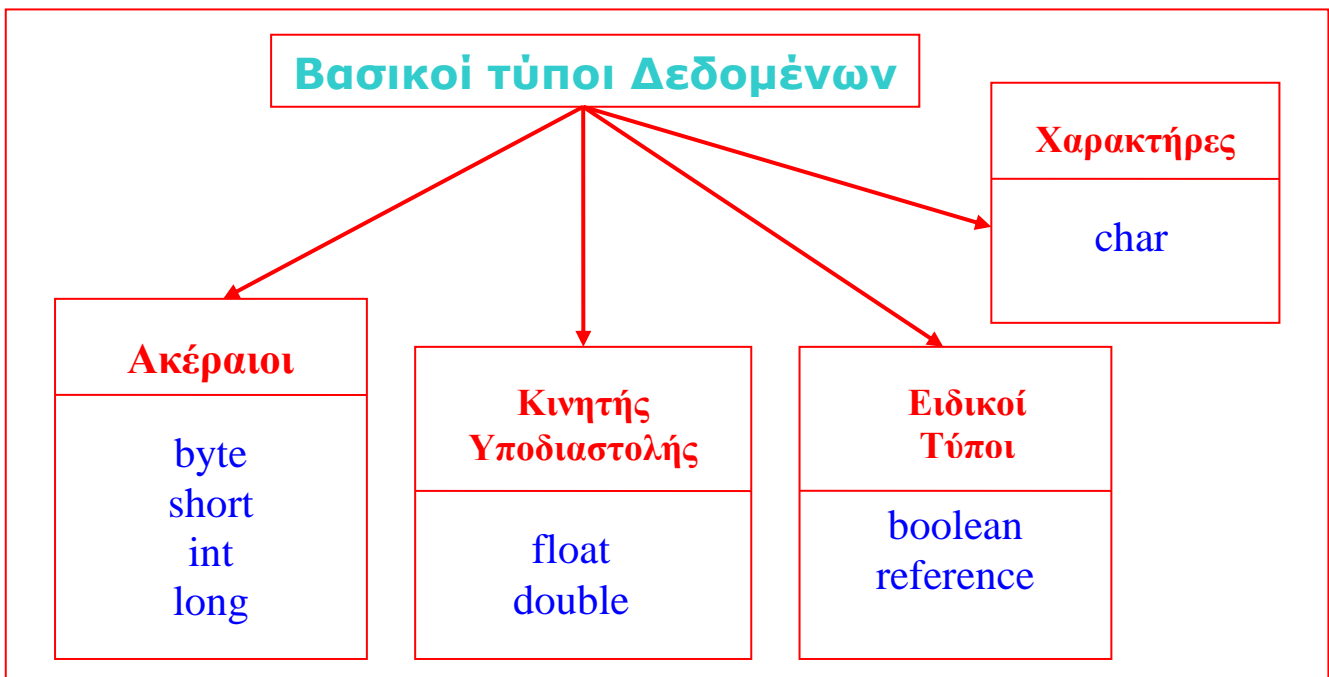 Βασικοί τύποι Δεδομένων
Χαρακτήρες
char
Ακέραιοι
byte
short
int
long
Κινητής
Υποδιαστολής
float
double
Ειδικοί
Τύποι
boolean
reference